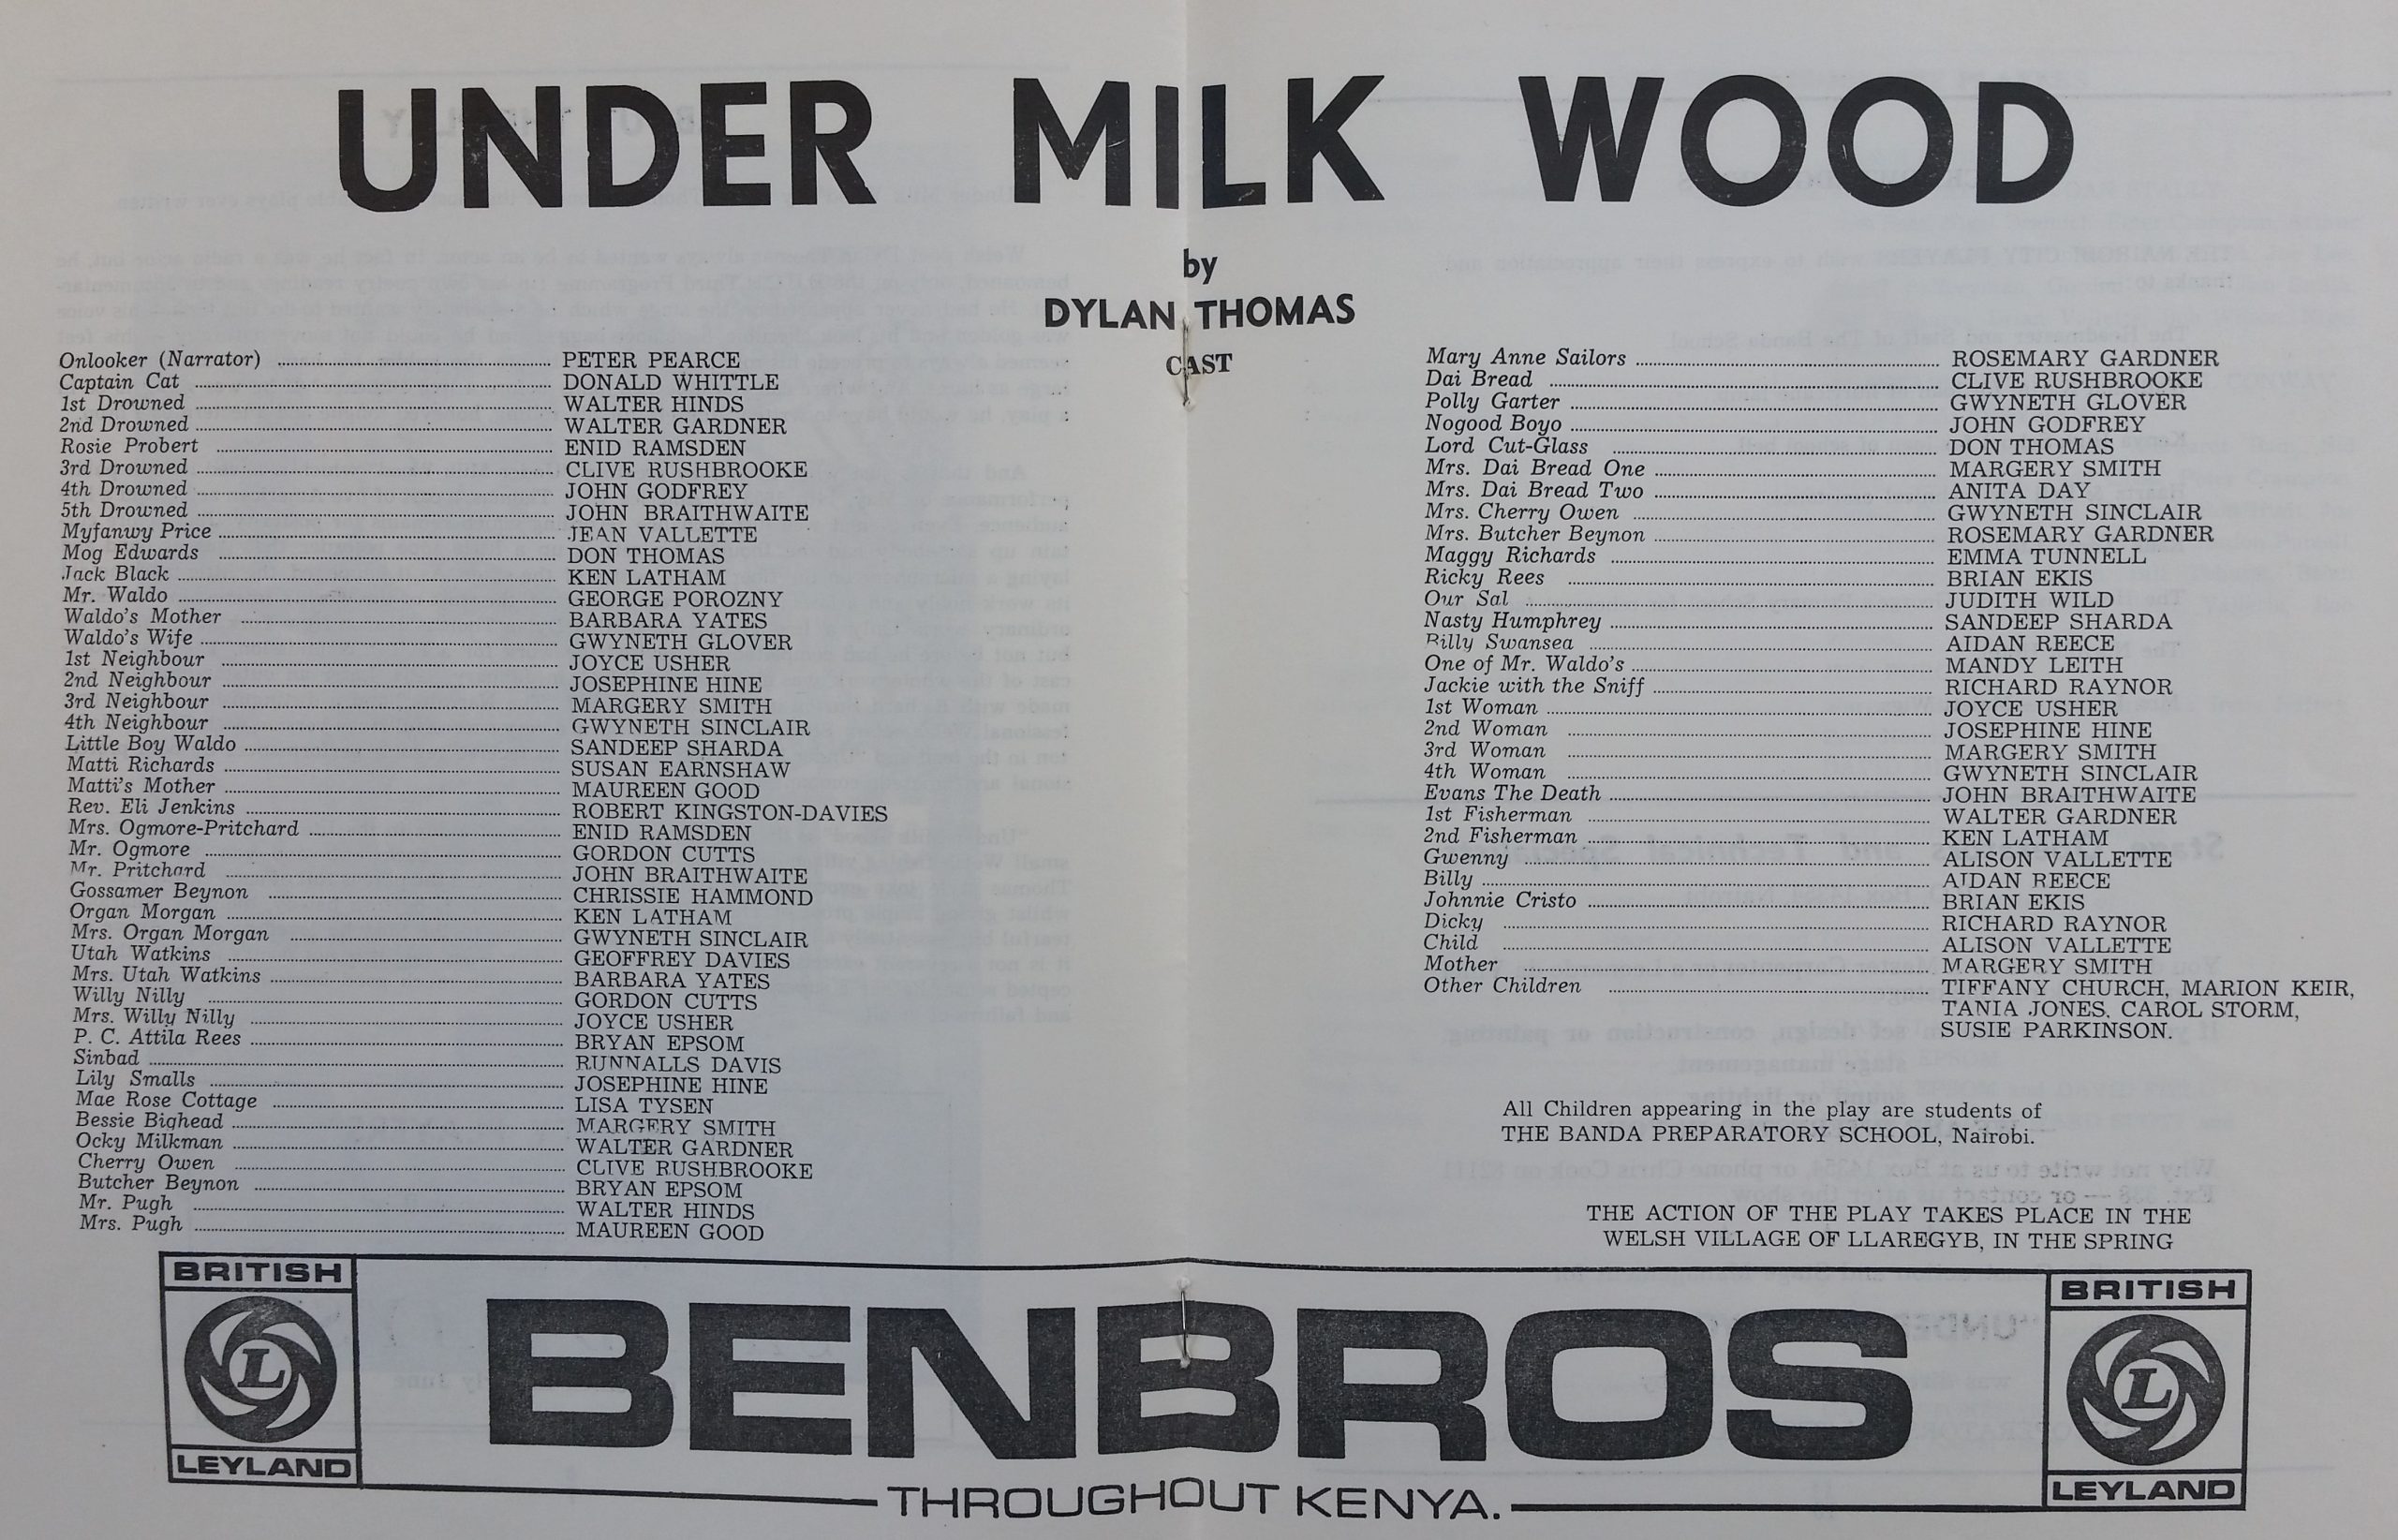 UNDER MILK WOOD
by
DYLAN THOMAS
CAST
Onlooker (Narrator) PETER PEARCE
Captain Cat DONALD WHITTLE
1st Drowned WALTER HINDS
2nd Drowned WALTER GARDNER
Rosie Probert ENID RAMSDEN
3rd Drowned CLIVE RUSHBROOKE
4th Drowned JOHN GODFREY
5th Drowned JOHN BRAITHWAITE
Myfanwy Price JEAN VALLETTE
Mog Edwards DON THOMAS
Jack Black KEN LATHAM
Mr. Waldo GEORGE POROZNY
Waldo's Mother BARBARA YATES
Waldo's Wife GWYNETH GLOVER
1st Neighbour JOYCE USHER
2nd Neighbour JOSEPHINE HINE
3rd Neighbour MARGERY SMITH
4th Neighbour GWYNETH SINCLAIR
Little Boy Waldo SANDEEP SHARDA
Matti Richards SUSAN EARNSHAW
Matti's Mother MAUREEN GOOD
Rev. Eli Jenkins ROBERT KINGSTON-DAVIES
Mrs. Ogmore-Pritchard ENID RAMSDEN
Mr. Ogmore GORDON CUTTS
Mr. Pritchard JOHN BRAITHWAITE
Gossamer Beynon CHRISSIE HAMMOND
Organ Morgan KEN LATHAM
Mrs. Organ Morgan GWYNETH SINCLAIR
Utah Watkins GEOFFREY DAVIES
Mrs. Utah Watkins BARBARA YATES
Willy Nilly GORDON CUTTS
Mrs. Willy Nilly JOYCE USHER
P. C. Attila Rees BRYAN EPSOM
Sinbad RUNNALLS DAVIS
Lily Smalls JOSEPHINE HINE
Mae Rose Cottage LISA TYSEN
Bessie Bighead MARGERY SMITH
Ocky Milkman WALTER GARDNER
Cherry Owen CLIVE RUSHBROOKE
Butcher Beynon BRYAN EPSOM
Mr. Pugh WALTER HINDS
Mrs. Pugh MAUREEN GOOD
Mary Anne Sailors ROSEMARY GARDNER
Dai Bread CLIVE RUSHBROOKE
Polly Garter GWYNETH GLOVER
Nogood Boyo JOHN GODFREY
Lord Cut-Glass DON THOMAS
Mrs. Dai Bread One MARGERY SMITH
Mrs. Dai Bread Two ANITA DAY
Mrs. Cherry Owen GWYNETH SINCLAIR
Mrs. Butcher Beynon ROSEMARY GARDNER
Maggy Richards EMMA TUNNELL
Ricky Rees BRIAN EKIS
Our Sal JUDITH WILD
Nasty Humphrey SANDEEP SHARDA
Billy Swansea AIDAN REECE
One of Mr. Waldo's MANDY LEITH
Jackie with the Sniff RICHARD RAYNOR
1st Woman JOYCE USHER
2nd Woman JOSEPHINE HINE
3rd Woman MARGERY SMITH
4th Woman GWYNETH SINCLAIR
Evans The Death JOHN BRAITHWAITE
1st Fisherman WALTER GARDNER
2nd Fisherman KEN LATHAM
Gwenny ALISON VALLETTE
Billy AIDAN REECE
Johnnie Cristo BRIAN EKIS
Dicky RICHARD RAYNOR
Child ALISON VALLETTE
Mother MARGERY SMITH
Other Children TIFFANY CHURCH, MARION KEIR,
TANIA JONES, CAROL STORM,
SUSIE PARKINSON.
All Children appearing in the play are students of
THE BANDA PREPARATORY SCHOOL, Nairobi.
THE ACTION OF THE PLAY TAKES PLACE IN THE
WELSH VILLAGE OF LLAREGYB, IN THE SPRING
BRITISH
L
LEYLAND
BENBROS
THROUGHOUT KENYA.
BRITISH
L
LEYLAND